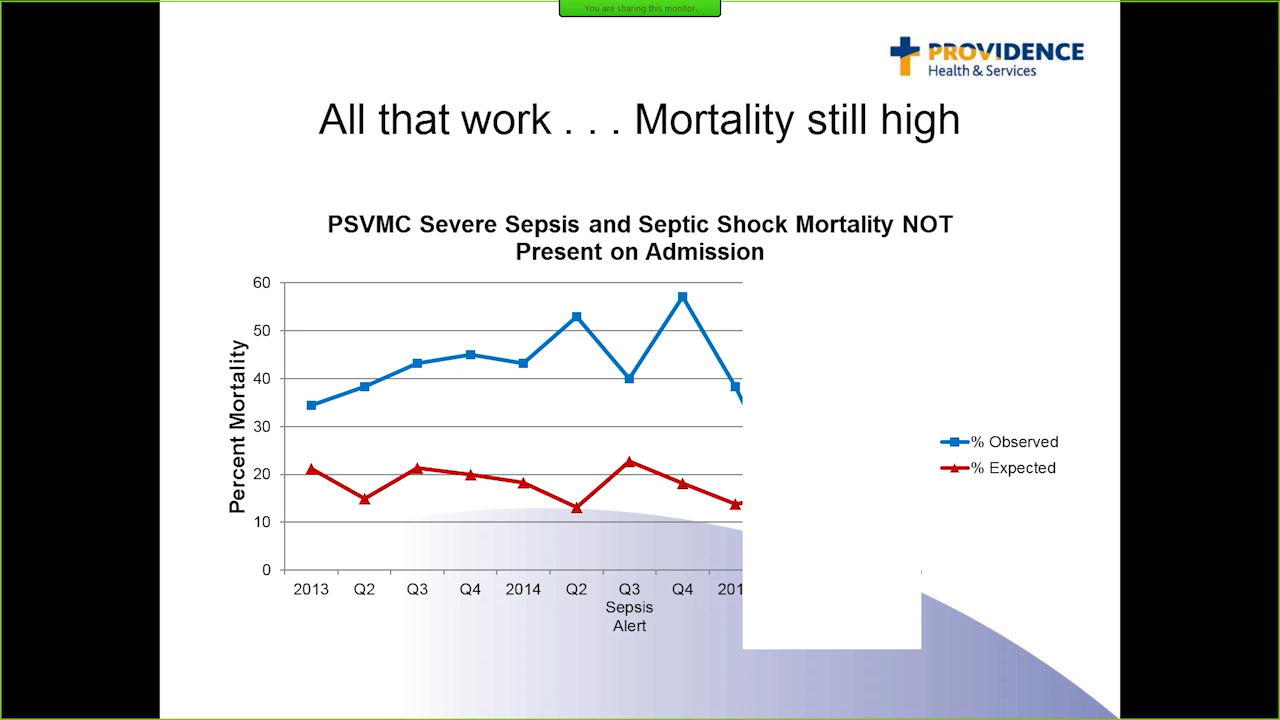 You are sharing this monitor.
PROVIDENCE
Health & Services
All that work . . . Mortality still high
PSVMC Severe Sepsis and Septic Shock Mortality NOT
Present on Admission
Percent Mortality
60
50
40
30
20
10
0
2013 Q2 Q3 Q4 2014 Q2 Q3 Q4 201
Sepsis
Alert
% Observed
% Expected